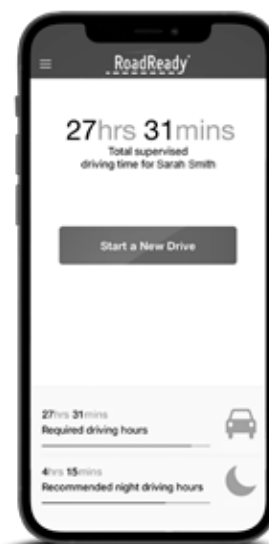 RoadReady
27hrs 31mins
Total supervised
driving time for Sarah Smith
Start a New Drive
27hrs 31mins
Required driving hours
4hrs 15mins
Recommended night driving hours